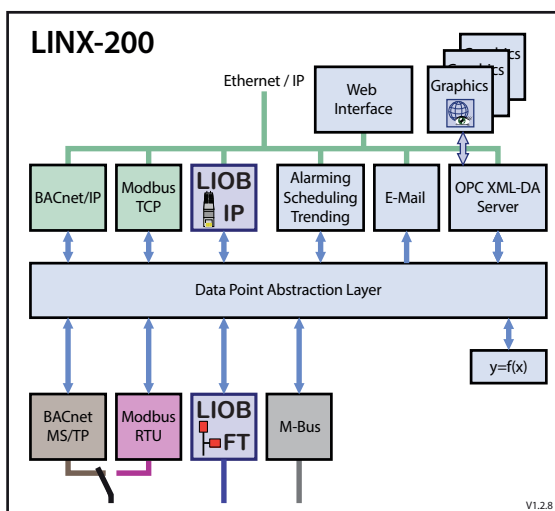 LINX-200
Ethernet / IP
Web
Interface
Graphics
Graphics
Graphics
BACnet/IP
Modbus
TCP
LIOB
IP
Alarming
Scheduling
Trending
E-Mail
OPC XML-DA
Server
Data Point Abstraction Layer
y=f(x)
BACnet
MS/TP
Modbus
RTU
LIOB
FT
M-Bus
V1.2.8